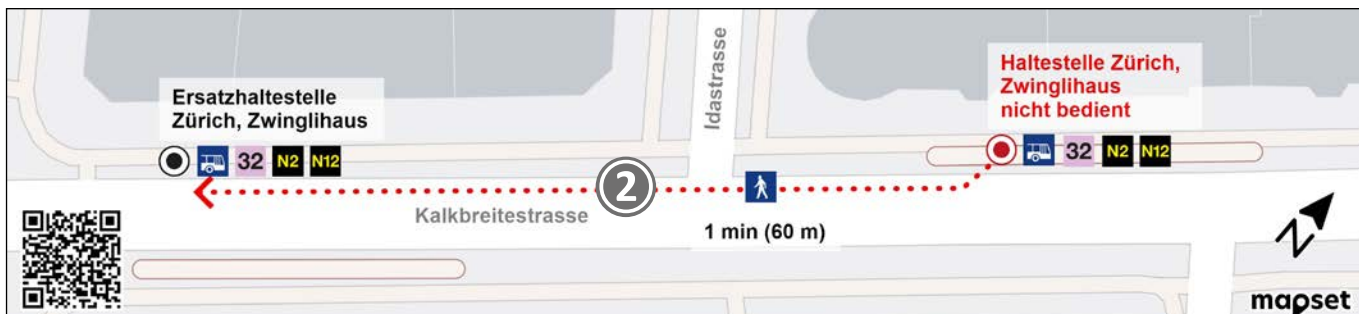 Ersatzhaltestelle
Zürich, Zwinglihaus
32 N2 N12
Idastrasse
Haltestelle Zürich,
Zwinglihaus
nicht bedient
32 N2 N12
2
Kalkbreitestrasse
1 min (60 m)
N
mapset